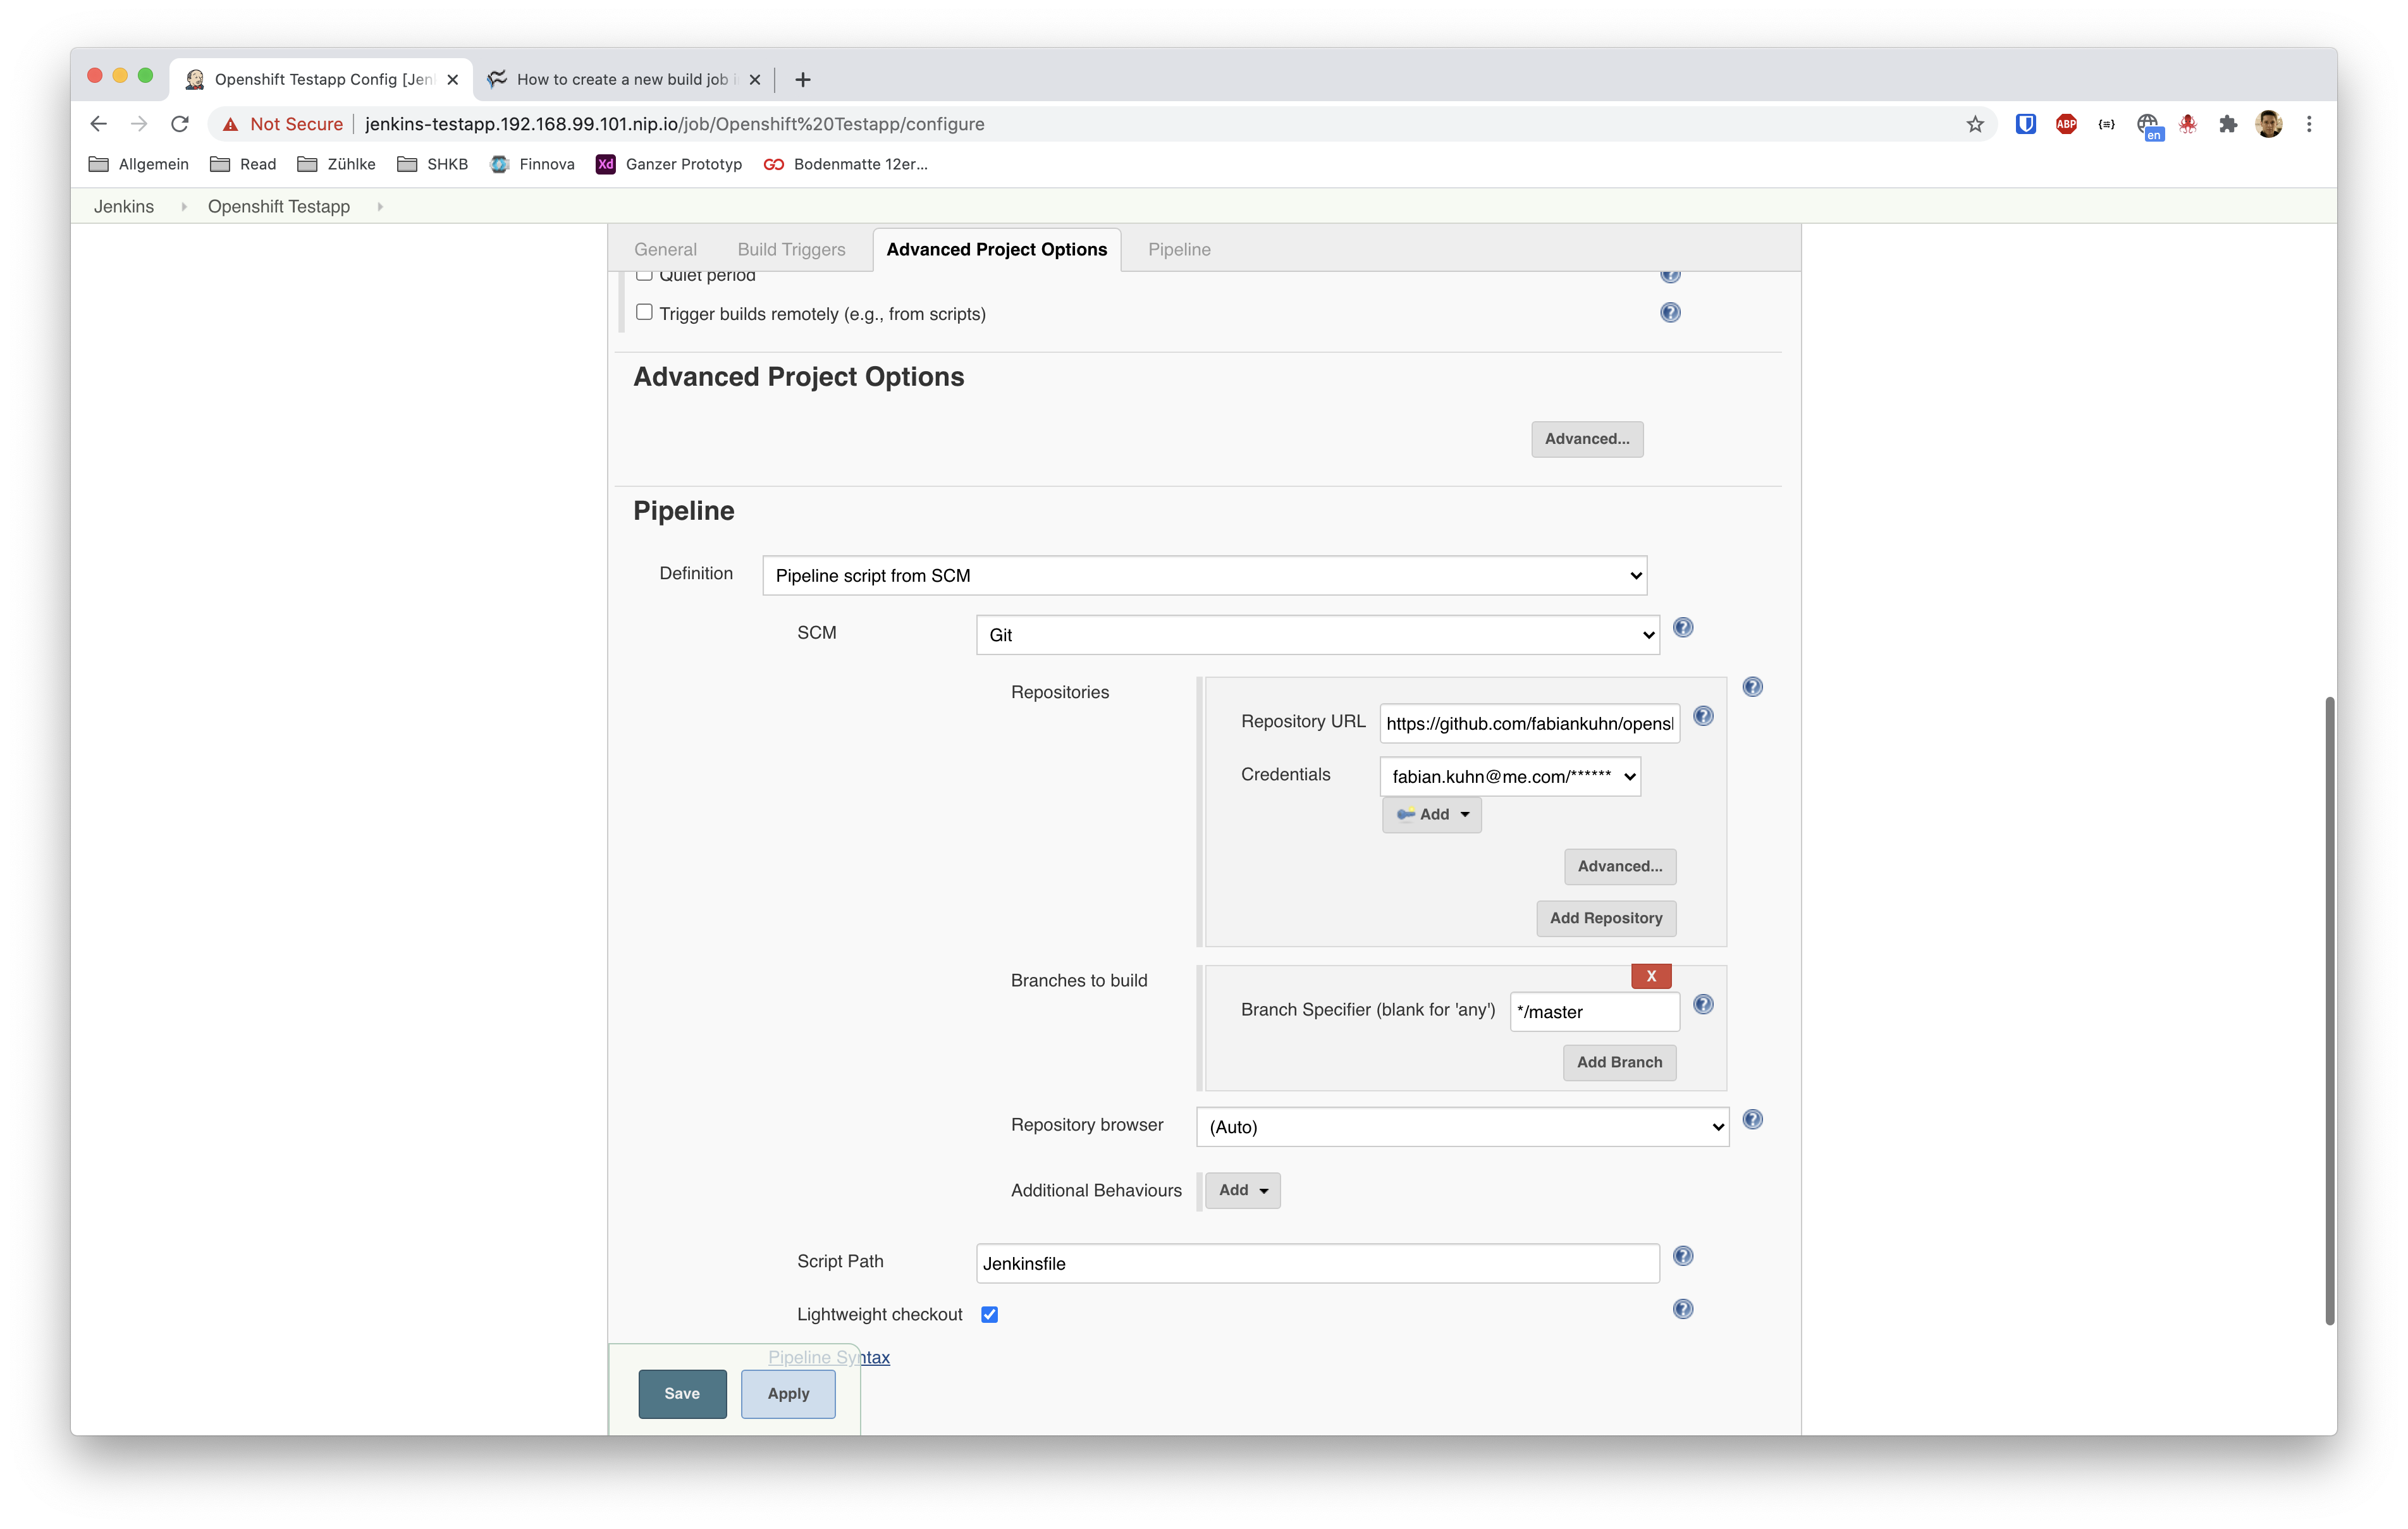 Openshift Testapp Config [Jen
How to create a new build job i
Not Secure
jenkins-testapp.192.168.99.101.nip.io/job/Openshift%20Testapp/configure
ABP
en
Allgemein
Read
Zühlke
SHKB
Finnova
Xd
Ganzer Prototyp
GO
Bodenmatte 12er...
Jenkins
Openshift Testapp
General
Build Triggers
Advanced Project Options
Pipeline
Quiet period
Trigger builds remotely (e.g., from scripts)
Advanced Project Options
Advanced...
Pipeline
Definition
Pipeline script from SCM
SCM
Git
Repositories
Repository URL
https://github.com/fabiankuhn/opens
Credentials
fabian.kuhn@me.com/******
Add
Advanced...
Add Repository
Branches to build
X
Branch Specifier (blank for 'any')
*/master
Add Branch
Repository browser
(Auto)
Additional Behaviours
Add
Script Path
Jenkinsfile
Lightweight checkout
Pipeline Syntax
Save
Apply